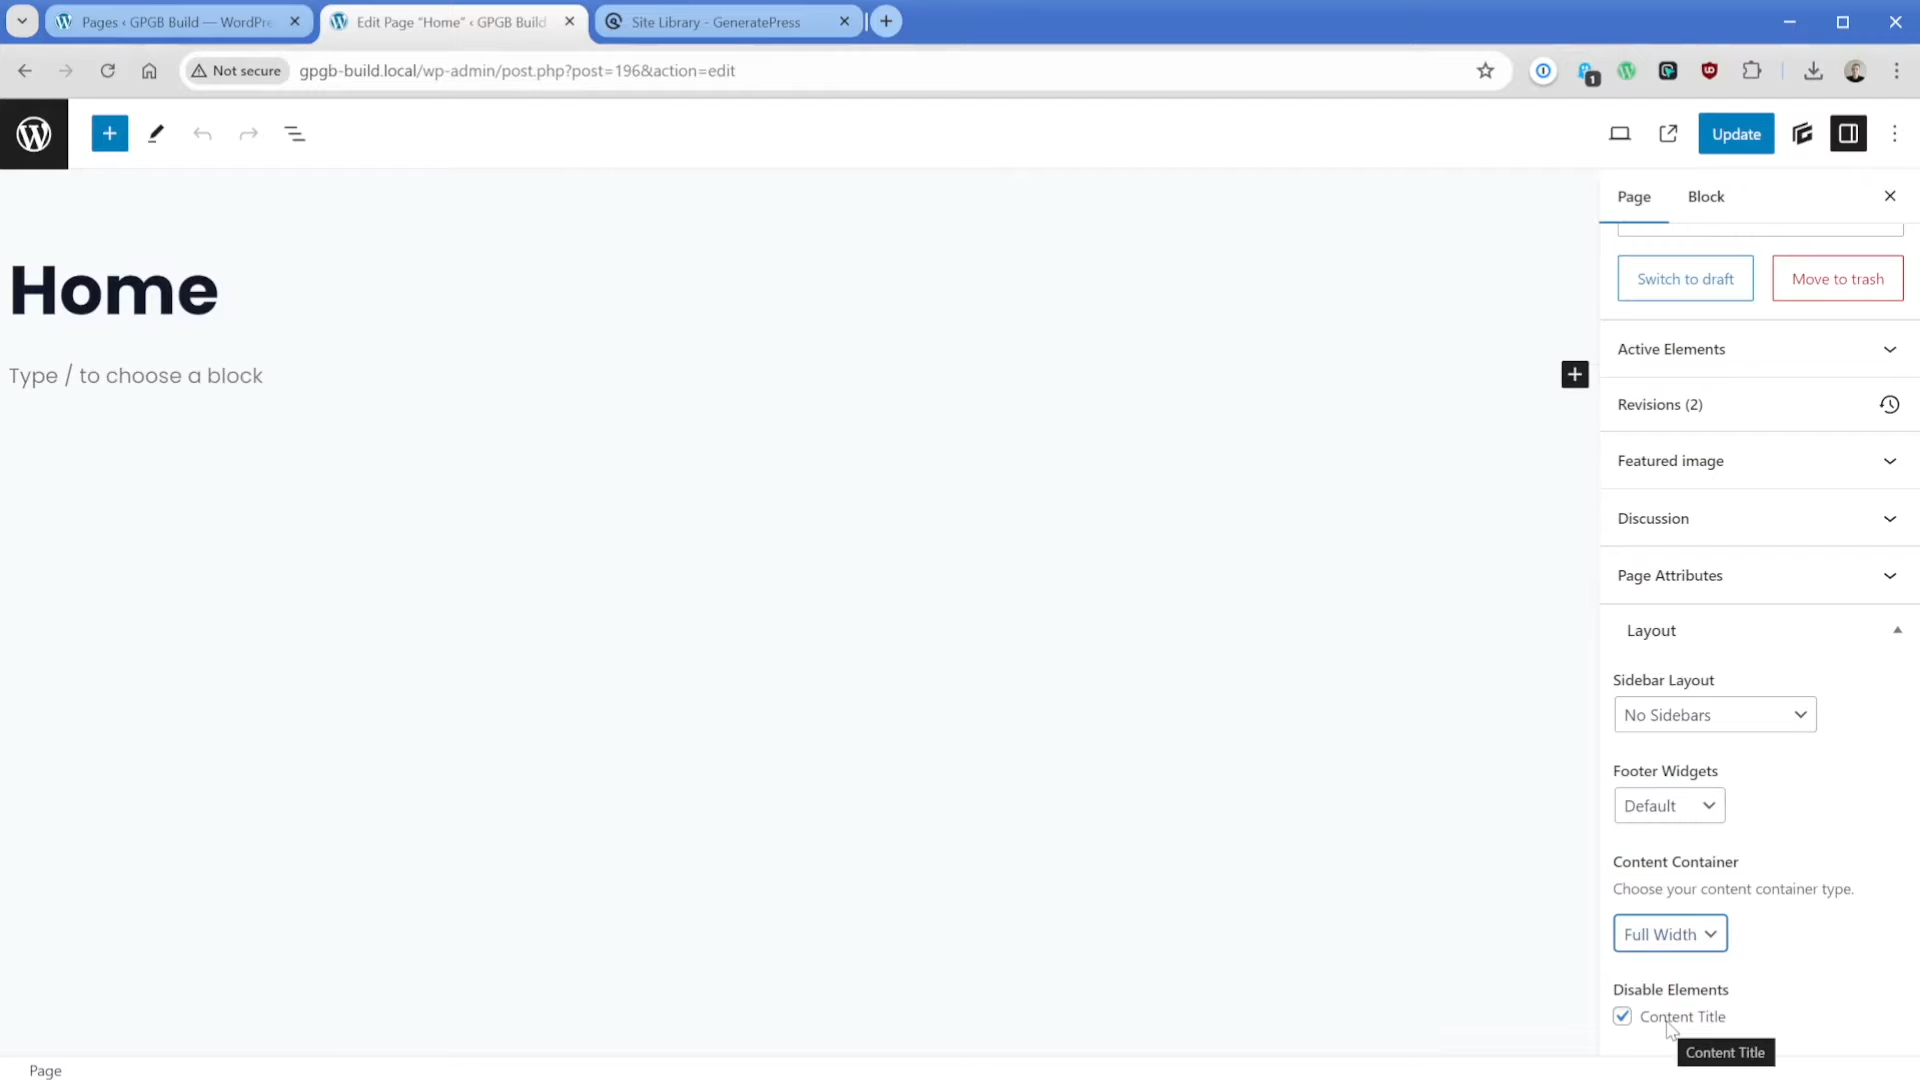 Pages ‹ GPGB Build — WordPre
Edit Page “Home” ‹ GPGB Build
Site Library - GeneratePress
Not secure
gpgb-build.local/wp-admin/post.php?post=196&action=edit
1
Update
Page
Block
Home
Type / to choose a block
Switch to draft
Move to trash
Active Elements
Revisions (2)
Featured image
Discussion
Page Attributes
Layout
Sidebar Layout
No Sidebars
Footer Widgets
Default
Content Container
Choose your content container type.
Full Width
Disable Elements
Content Title
Content Title
Page